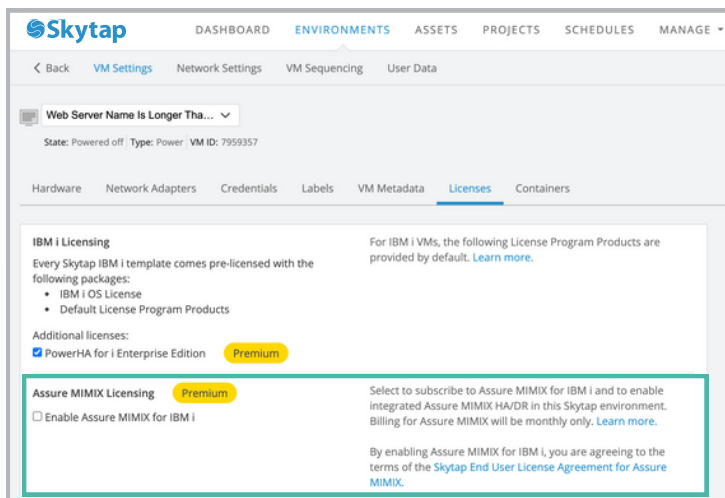 Skytap
DASHBOARD ENVIRONMENTS ASSETS PROJECTS SCHEDULES MANAGE
Back VM Settings Network Settings VM Sequencing User Data
Web Server Name Is Longer Tha...
State: Powered off Type: Power VM ID: 7959357
Hardware Network Adapters Credentials Labels VM Metadata Licenses Containers
IBM i Licensing
Every Skytap IBM i template comes pre-licensed with the
following packages:
• IBM i OS License
• Default License Program Products
Additional licenses:
PowerHA for i Enterprise Edition Premium
For IBM i VMs, the following License Program Products are
provided by default. Learn more.
Assure MIMIX Licensing Premium
Enable Assure MIMIX for IBM i
Select to subscribe to Assure MIMIX for IBM i and to enable
integrated Assure MIMIX HA/DR in this Skytap environment.
Billing for Assure MIMIX will be monthly only. Learn more.
By enabling Assure MIMIX for IBM i, you are agreeing to the
terms of the Skytap End User License Agreement for Assure
MIMIX.